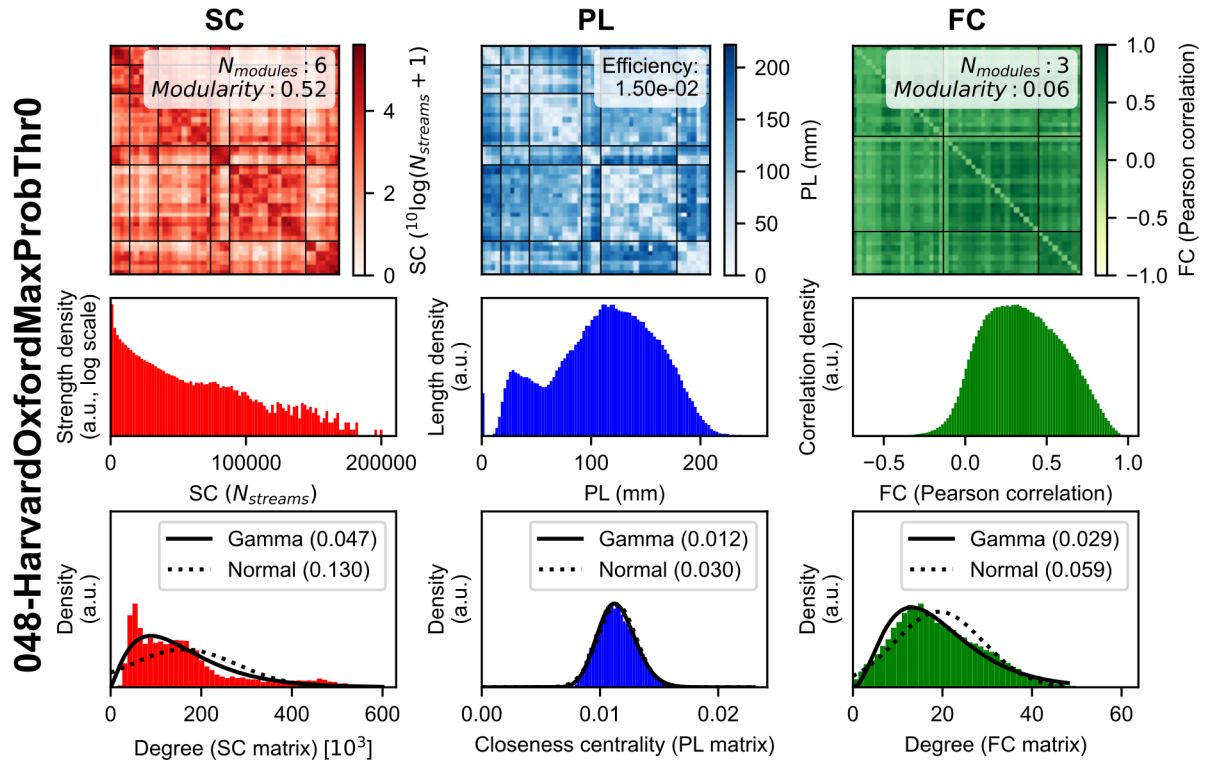 048-HarvardOxfordMaxProbThr0
SC
PL
FC
N_modules : 6
Modularity : 0.52
4
2
0
SC (¹⁰log(N_streams + 1)
Efficiency:
1.50e-02
200
150
100
50
0
PL (mm)
N_modules : 3
Modularity : 0.06
1.0
0.5
0.0
−0.5
−1.0
FC (Pearson correlation)
Strength density
(a.u., log scale)
0
100000
200000
SC (N_streams)
Length density
(a.u.)
0
100
200
PL (mm)
Correlation density
(a.u.)
−0.5
0.0
0.5
1.0
FC (Pearson correlation)
Density
(a.u.)
Gamma (0.047)
Normal (0.130)
0
200
400
600
Degree (SC matrix) [10³]
Density
(a.u.)
Gamma (0.012)
Normal (0.030)
0.00
0.01
0.02
Closeness centrality (PL matrix)
Density
(a.u.)
Gamma (0.029)
Normal (0.059)
0
20
40
60
Degree (FC matrix)